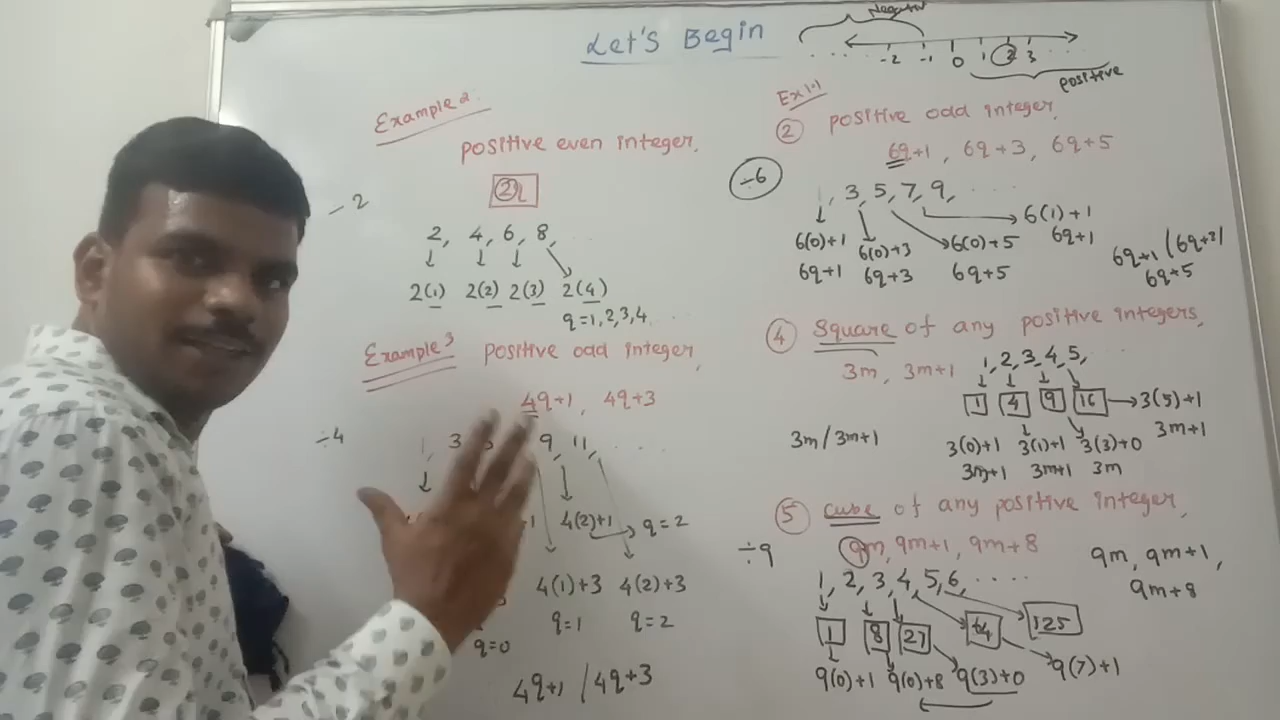 Let's Begin
Negative
-2 -1 0 1 2 3
positive
Example 2.
positive even integer.
2q
2
2, 4, 6, 8,
2(1) 2(2) 2(3) 2(4)
q=1,2,3,4
Example 3 positive odd integer,
4q+1, 4q+3
÷4
1 3 9, 11,
4(2)+1 q=2
4(1)+3 4(2)+3
q=0 q=1 q=2
4q+1 / 4q+3
Ex 1.1
2 positive odd integer,
6q+1, 6q+3, 6q+5
÷6
1, 3, 5, 7, 9,
6(0)+1 6(0)+3 6(0)+5 6(1)+1
6q+1 6q+3 6q+5 6q+1
6q+1 (6q+3)
6q+5
4 Square of any positive integers,
3m, 3m+1
1, 2, 3, 4, 5,
1 4 9 16 → 3(5)+1
3m/3m+1
3(0)+1 3(1)+1 3(3)+0 3m+1
3m+1 3m+1 3m
5 cube of any positive integer,
÷9
9m, 9m+1, 9m+8
9m, 9m+1,
9m+8
1, 2, 3, 4, 5, 6, ....
1 8 27 64 125
9(0)+1 9(0)+8 9(3)+0 9(7)+1